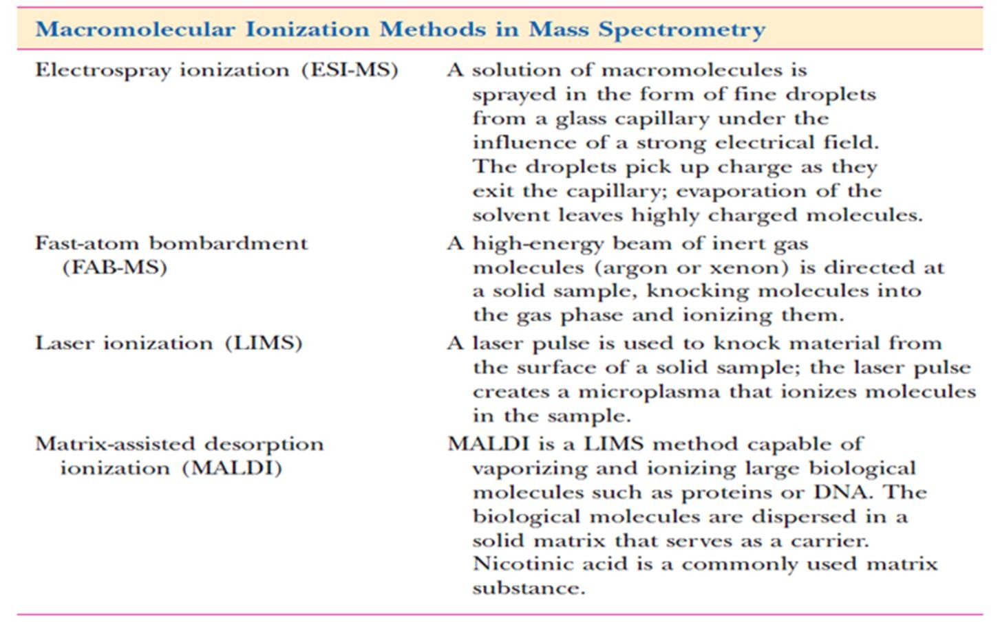 Macromolecular Ionization Methods in Mass Spectrometry
Electrospray ionization (ESI-MS)
A solution of macromolecules is
sprayed in the form of fine droplets
from a glass capillary under the
influence of a strong electrical field.
The droplets pick up charge as they
exit the capillary; evaporation of the
solvent leaves highly charged molecules.
Fast-atom bombardment
(FAB-MS)
A high-energy beam of inert gas
molecules (argon or xenon) is directed at
a solid sample, knocking molecules into
the gas phase and ionizing them.
Laser ionization (LIMS)
A laser pulse is used to knock material from
the surface of a solid sample; the laser pulse
creates a microplasma that ionizes molecules
in the sample.
Matrix-assisted desorption
ionization (MALDI)
MALDI is a LIMS method capable of
vaporizing and ionizing large biological
molecules such as proteins or DNA. The
biological molecules are dispersed in a
solid matrix that serves as a carrier.
Nicotinic acid is a commonly used matrix
substance.